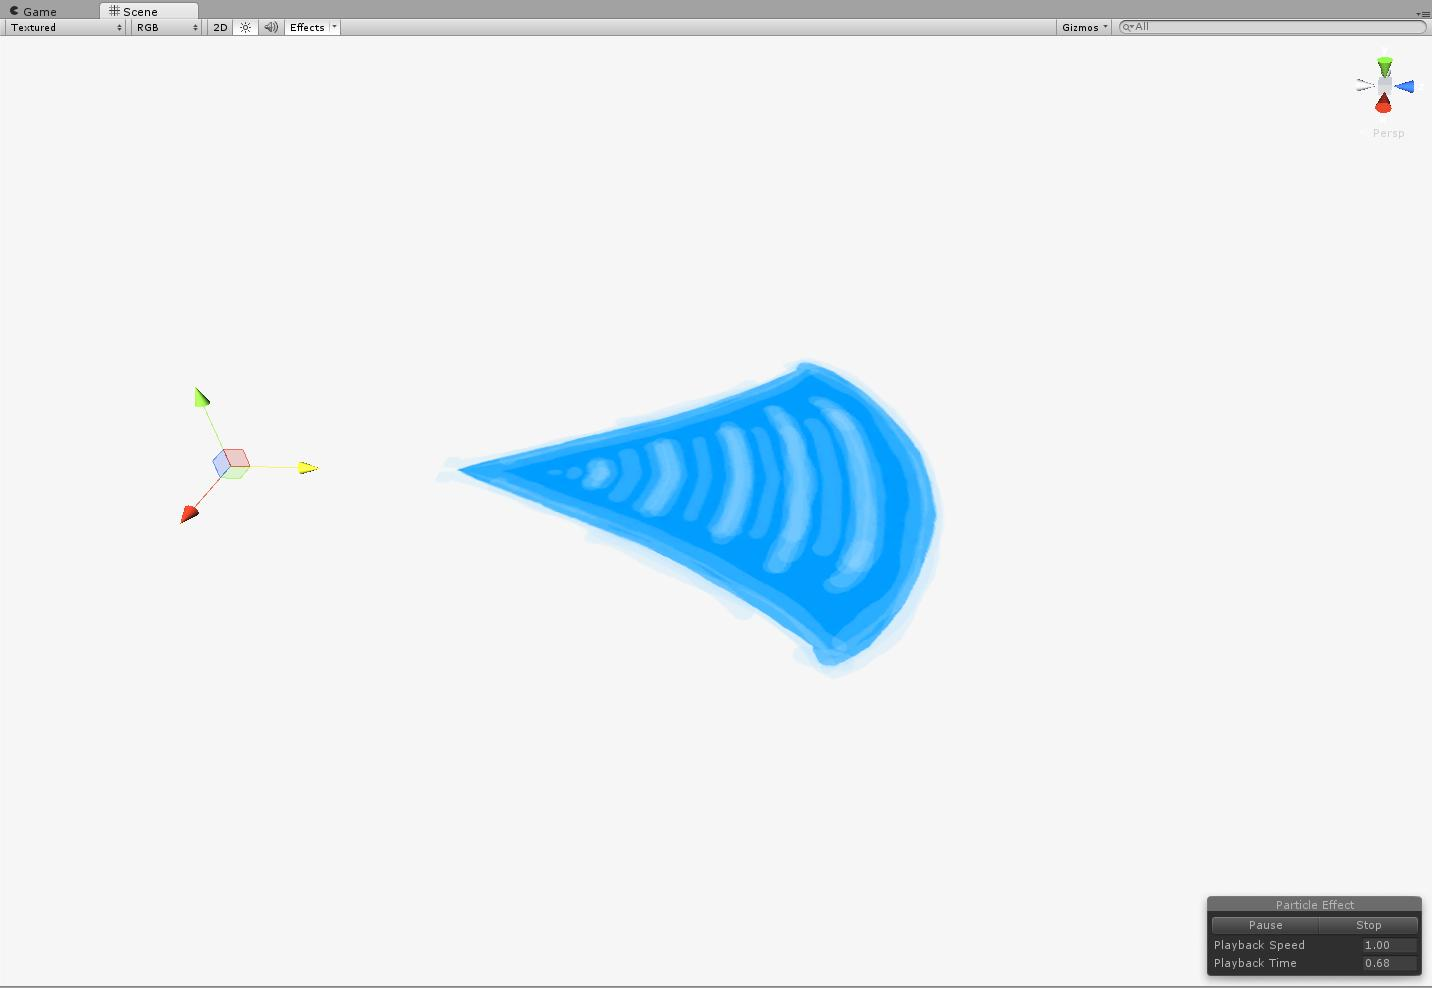 Game Scene
Textured RGB 2D Effects Gizmos All
Persp
Particle Effect
Pause Stop
Playback Speed 1.00
Playback Time 0.68